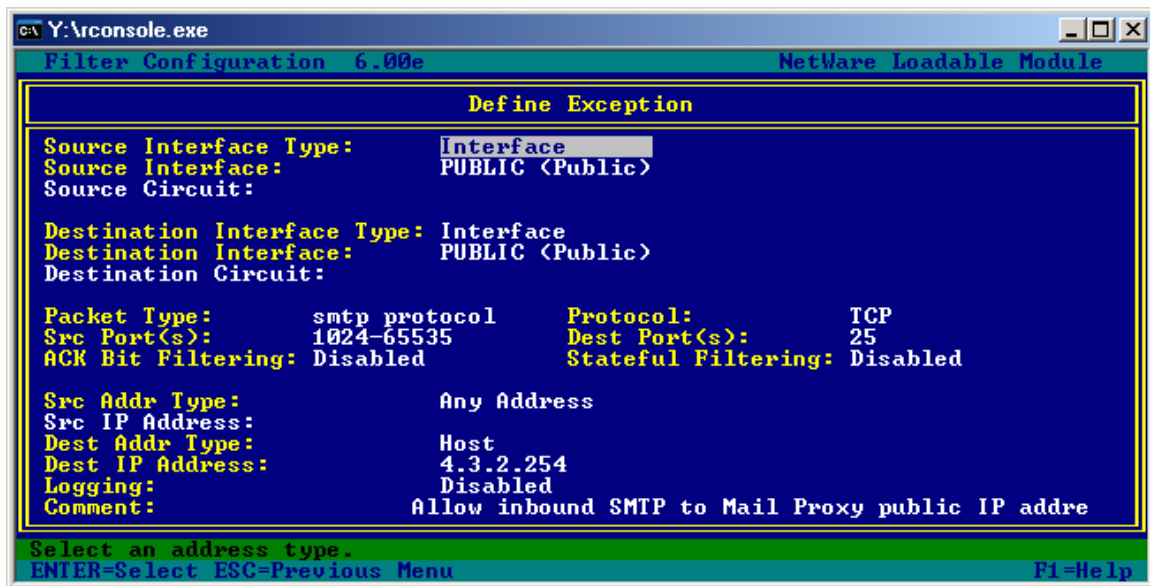 Y:\rconsole.exe
Filter Configuration 6.00e NetWare Loadable Module
Define Exception
Source Interface Type: Interface
Source Interface: PUBLIC <Public>
Source Circuit:
Destination Interface Type: Interface
Destination Interface: PUBLIC <Public>
Destination Circuit:
Packet Type: smtp protocol Protocol: TCP
Src Port<s>: 1024-65535 Dest Port<s>: 25
ACK Bit Filtering: Disabled Stateful Filtering: Disabled
Src Addr Type: Any Address
Src IP Address:
Dest Addr Type: Host
Dest IP Address: 4.3.2.254
Logging: Disabled
Comment: Allow inbound SMTP to Mail Proxy public IP addre
Select an address type.
ENTER=Select ESC=Previous Menu F1=Help